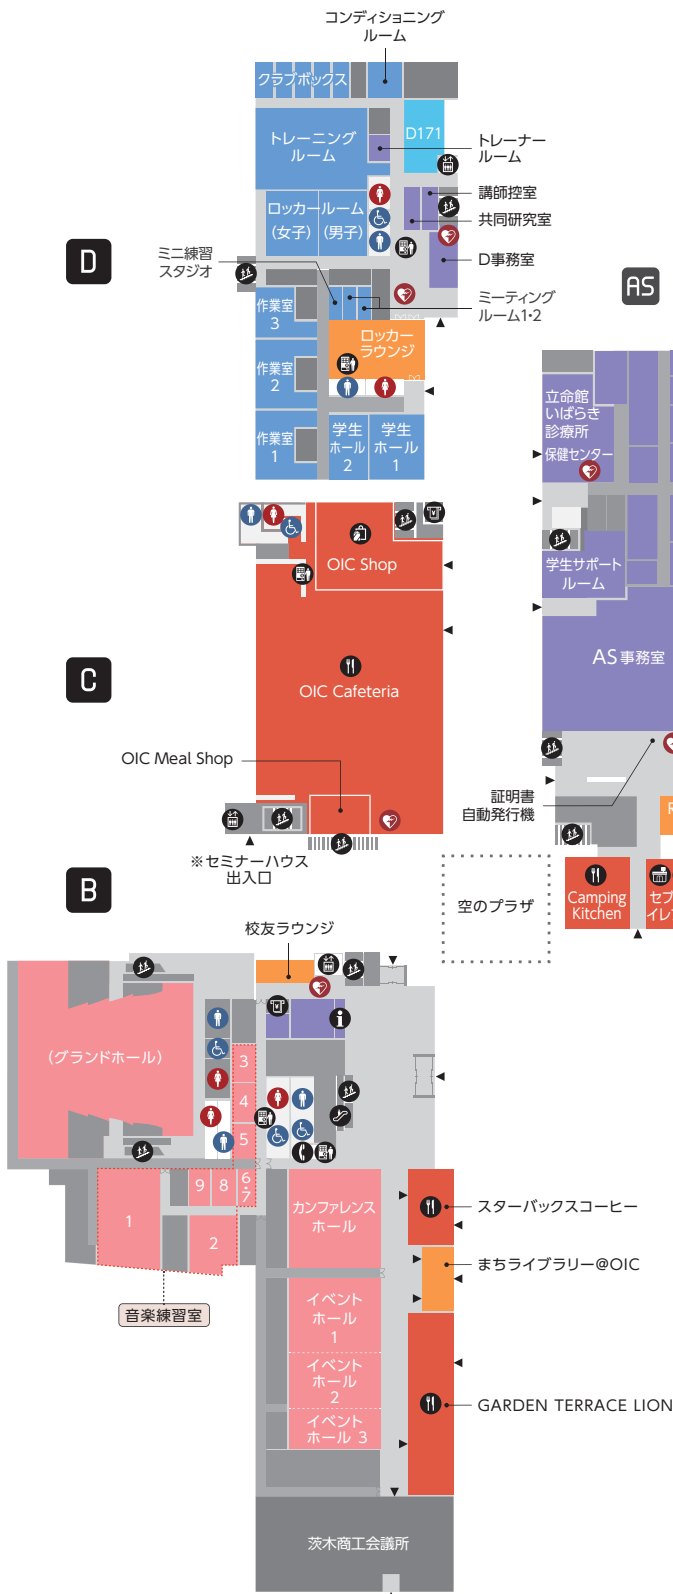 コンディショニング
ルーム
クラブボックス
トレーニング
ルーム
D171
トレーナー
ルーム
講師控室
共同研究室
ロッカールーム
(女子)
(男子)
D
D事務室
ミニ練習
スタジオ
ミーティング
ルーム1・2
AS
作業室
3
ロッカー
ラウンジ
作業室
2
作業室
1
学生
ホール
2
学生
ホール
1
立命館
いばらき
診療所
保健センター
学生サポート
ルーム
AS事務室
OIC Shop
C
OIC Cafeteria
OIC Meal Shop
証明書
自動発行機
※セミナーハウス
出入口
B
空のプラザ
Camping
Kitchen
校友ラウンジ
(グランドホール)
3
4
5
6・7
8
9
1
2
音楽練習室
カンファレンス
ホール
スターバックスコーヒー
まちライブラリー@OIC
イベント
ホール
1
イベント
ホール
2
イベント
ホール 3
GARDEN TERRACE LION
茨木商工会議所